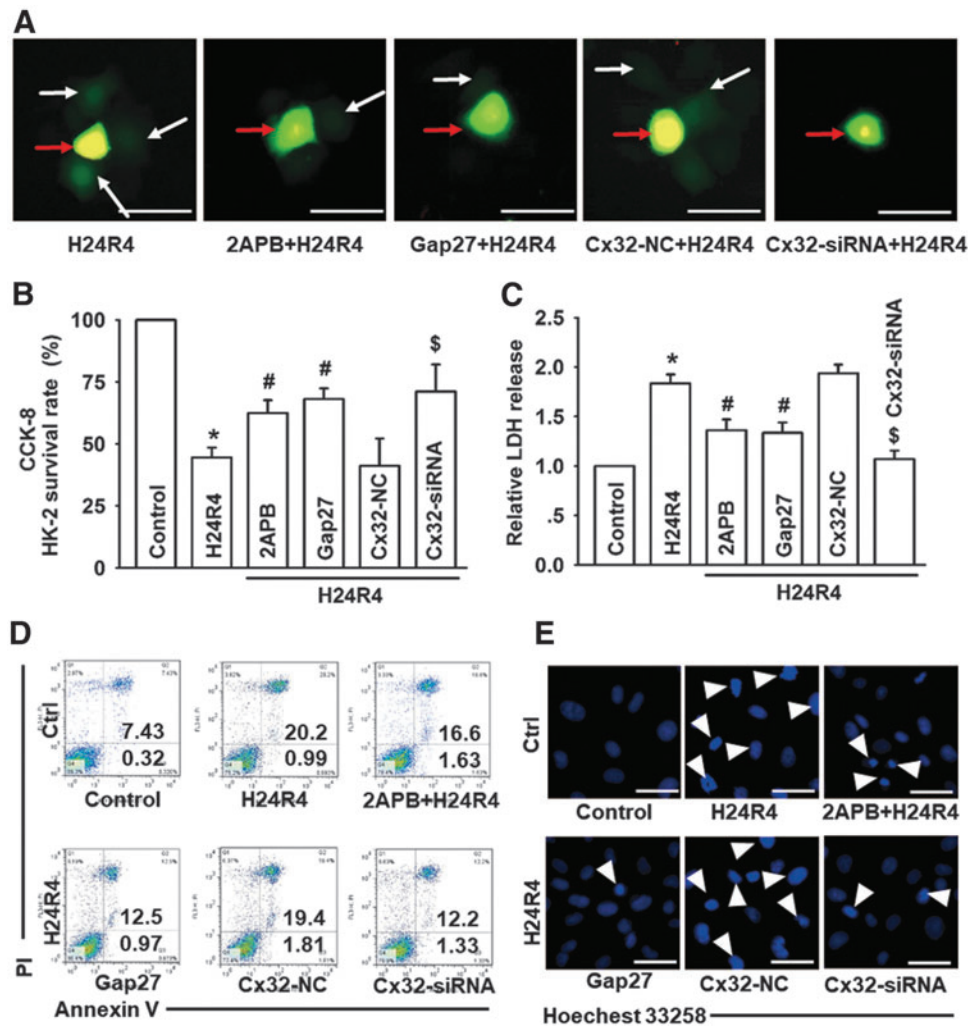 A
H24R4
2APB+H24R4
Gap27+H24R4
Cx32-NC+H24R4
Cx32-siRNA+H24R4
B
CCK-8
HK-2 survival rate (%)
100
75
50
25
0
Control
*
H24R4
#
2APB
#
Gap27
Cx32-NC
$
Cx32-siRNA
H24R4
C
Relative LDH release
2.5
2.0
1.5
1.0
.5
0.0
Control
*
H24R4
#
2APB
#
Gap27
Cx32-NC
$ Cx32-siRNA
H24R4
D
PI
Ctrl
H24R4
7.43
0.32
Control
20.2
0.99
H24R4
16.6
1.63
2APB+H24R4
12.5
0.97
Gap27
19.4
1.81
Cx32-NC
12.2
1.33
Cx32-siRNA
Annexin V
E
Ctrl
Control
H24R4
2APB+H24R4
H24R4
Gap27
Cx32-NC
Cx32-siRNA
Hoechest 33258